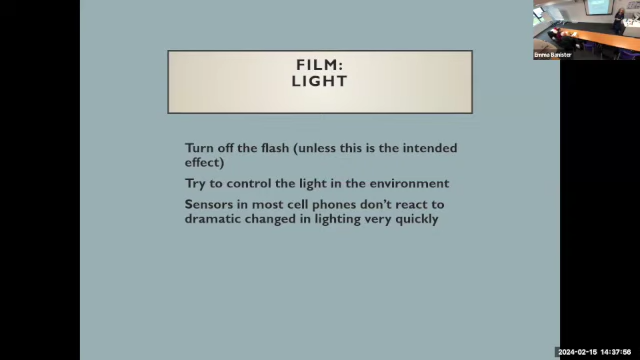 FILM:
LIGHT
Turn off the flash (unless this is the intended
effect)
Try to control the light in the environment
Sensors in most cell phones don't react to
dramatic changed in lighting very quickly
Emma Banister
2024-02-15 14:37:56